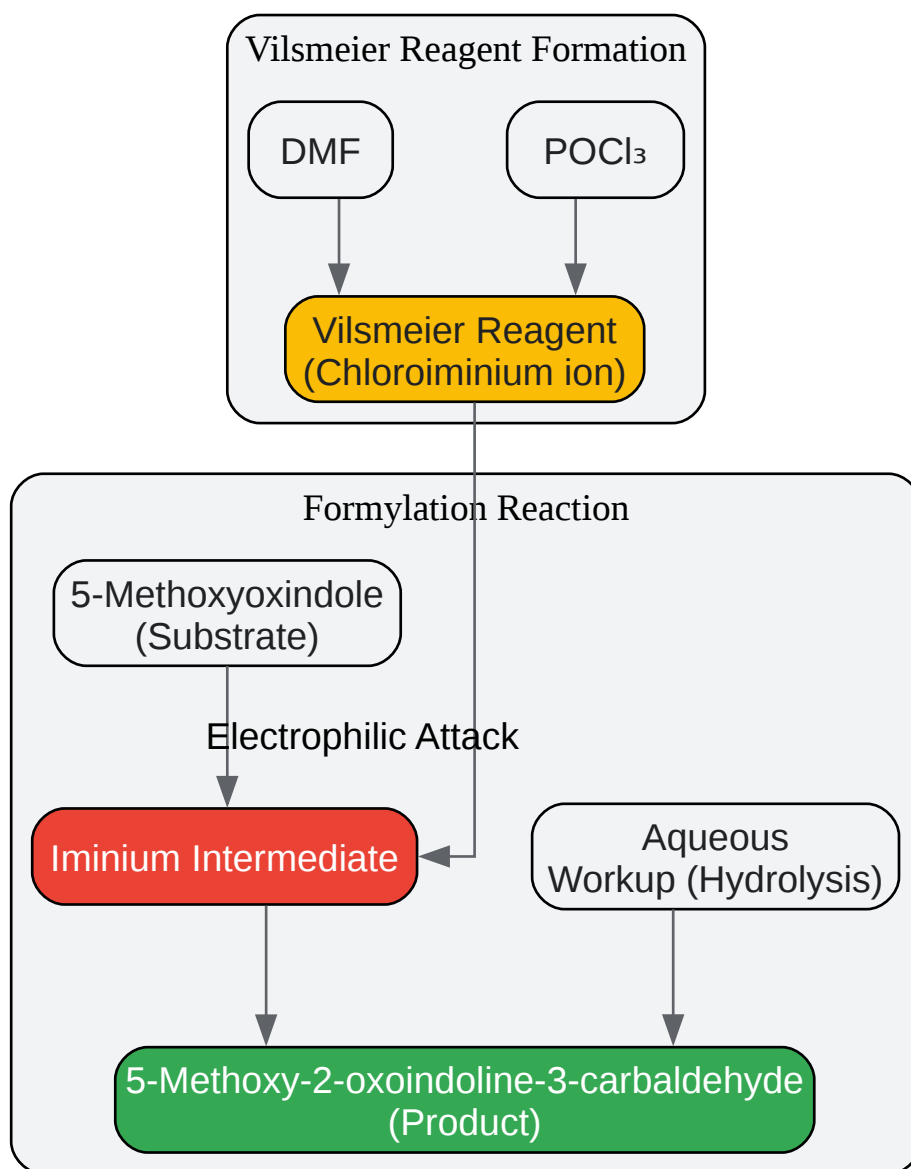 Vilsmeier Reagent Formation
DMF
POCl₃
Vilsmeier Reagent
(Chloroiminium ion)
Formylation Reaction
5-Methoxyoxindole
(Substrate)
Electrophilic Attack
Iminium Intermediate
Aqueous
Workup (Hydrolysis)
5-Methoxy-2-oxoindoline-3-carbaldehyde
(Product)